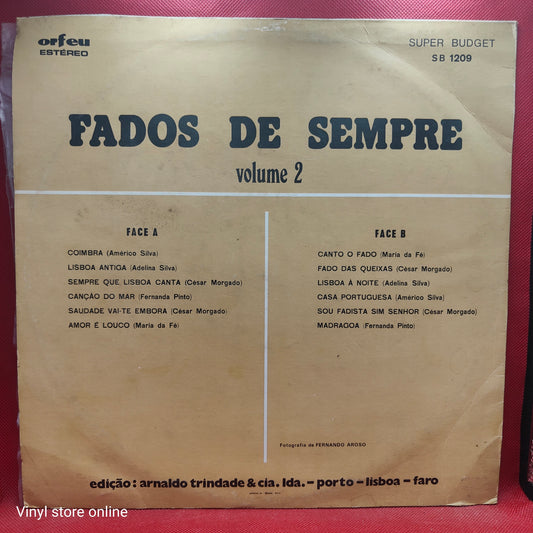 orfeu
ESTÉREO
SUPER BUDGET
SB 1209
FADOS DE SEMPRE
volume 2
FACE A
COIMBRA (Américo Silva)
LISBOA ANTIGA (Adelina Silva)
SEMPRE QUE LISBOA CANTA (César Morgado)
CANÇÃO DO MAR (Fernanda Pinto)
SAUDADE VAI-TE EMBORA (César Morgado)
AMOR É LOUCO (Maria da Fé)
FACE B
CANTO O FADO (Maria da Fé)
FADO DAS QUEIXAS (César Morgado)
LISBOA À NOITE (Adelina Silva)
CASA PORTUGUESA (Américo Silva)
SOU FADISTA SIM SENHOR (César Morgado)
MADRAGOA (Fernanda Pinto)
Fotografia de FERNANDO AROSO
edição: arnaldo trindade & cia. lda. – porto – lisboa – faro
Vinyl store online